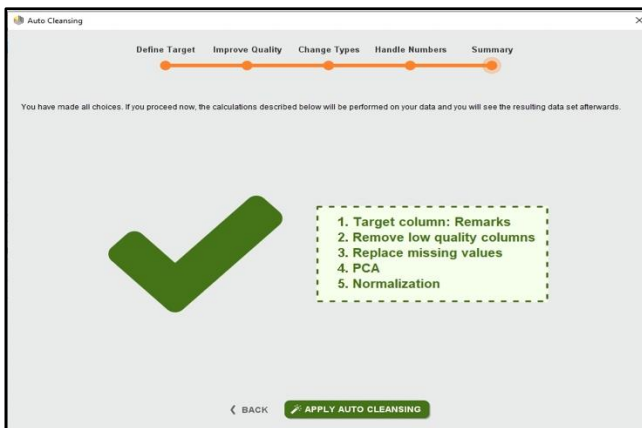 Auto Cleansing
Define Target Improve Quality Change Types Handle Numbers Summary
You have made all choices. If you proceed now, the calculations described below will be performed on your data and you will see the resulting data set afterwards.
1. Target column: Remarks
2. Remove low quality columns
3. Replace missing values
4. PCA
5. Normalization
BACK APPLY AUTO CLEANSING